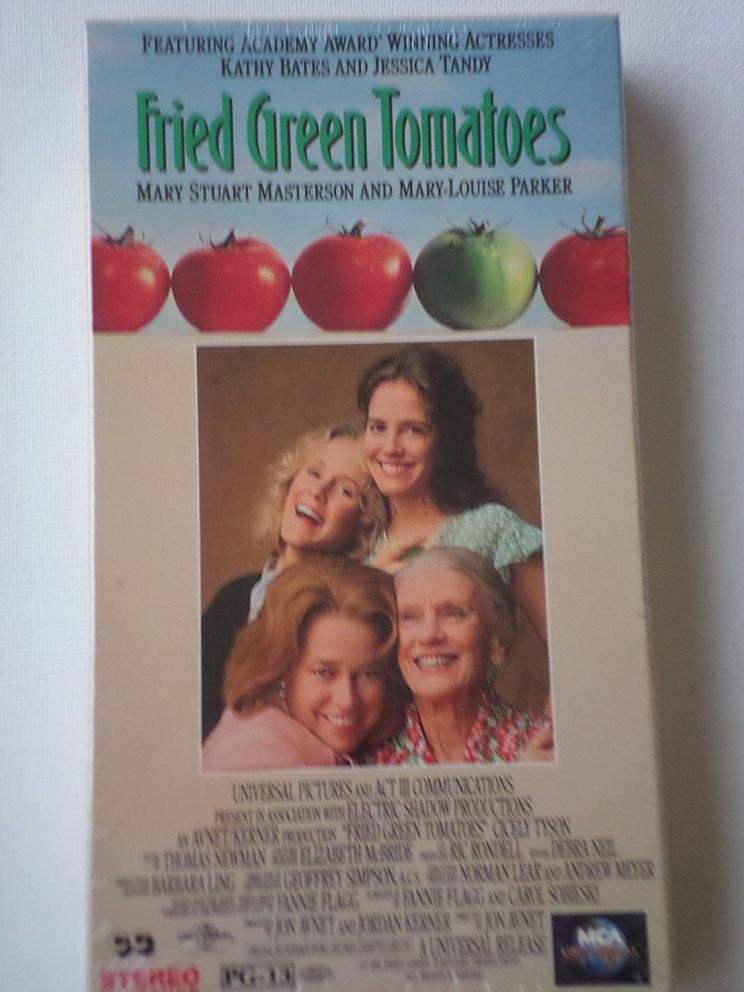 FEATURING ACADEMY AWARD® WINNING ACTRESSES
KATHY BATES AND JESSICA TANDY
Fried Green Tomatoes
MARY STUART MASTERSON AND MARY-LOUISE PARKER
UNIVERSAL PICTURES AND ACT III COMMUNICATIONS
PRESENT IN ASSOCIATION WITH ELECTRIC SHADOW PRODUCTIONS
AN AVNET/KERNER PRODUCTION "FRIED GREEN TOMATOES" CICELY TYSON
THOMAS NEWMAN ELIZABETH McBRIDE RIC RONDELL DEBRA NEIL
BARBARA LING GEOFFREY SIMPSON, A.C.S. NORMAN LEAR AND ANDREW MEYER
FANNIE FLAGG FANNIE FLAGG AND CAROL SOBIESKI
JON AVNET AND JORDAN KERNER JON AVNET
A UNIVERSAL RELEASE
STEREO PG-13
MCA
UNIVERSAL